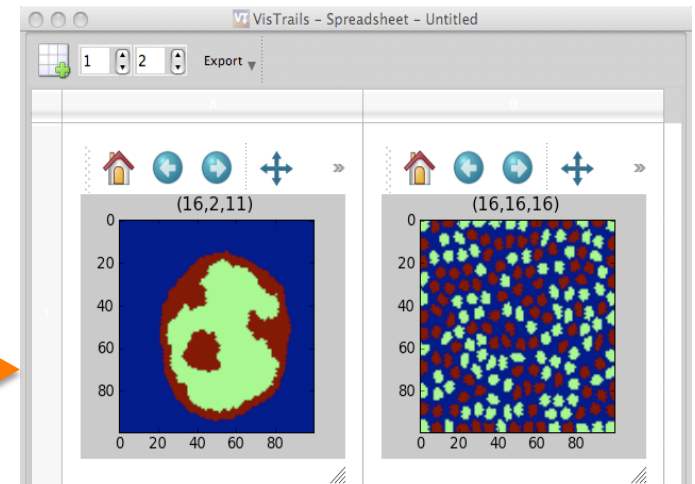 VisTrails – Spreadsheet – Untitled
1 2 Export
A B
1
» »
(16,2,11) (16,16,16)
0 0
20 20
40 40
60 60
80 80
0 20 40 60 80 0 20 40 60 80